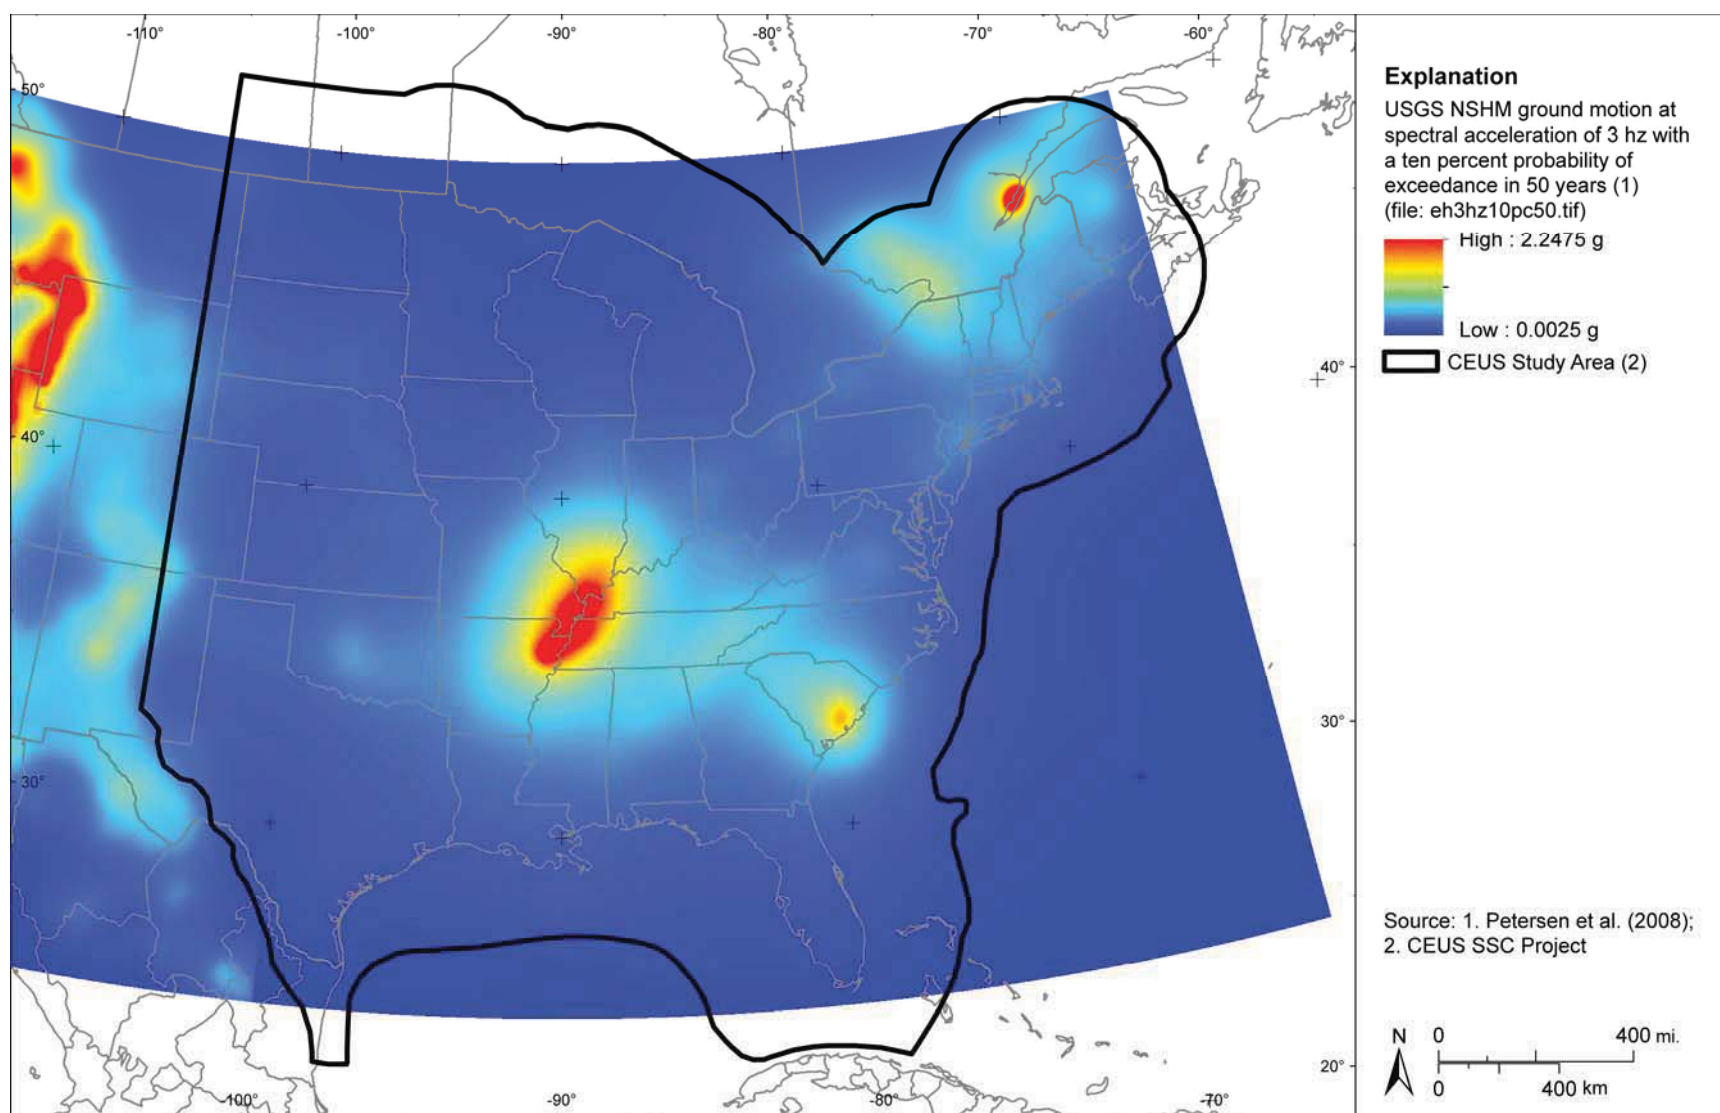 -110°
-100°
-90°
-80°
-70°
-60°
50°
40°
40°
30°
30°
20°
-100°
-90°
-80°
-70°
Explanation
USGS NSHM ground motion at
spectral acceleration of 3 hz with
a ten percent probability of
exceedance in 50 years (1)
(file: eh3hz10pc50.tif)
High : 2.2475 g
Low : 0.0025 g
CEUS Study Area (2)
Source: 1. Petersen et al. (2008);
2. CEUS SSC Project
N
0 400 mi.
0 400 km